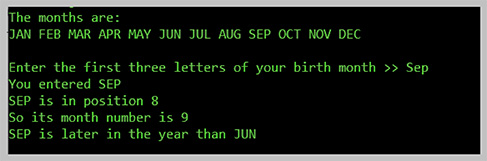 The months are:
JAN FEB MAR APR MAY JUN JUL AUG SEP OCT NOV DEC
Enter the first three letters of your birth month >> Sep
You entered SEP
SEP is in position 8
So its month number is 9
SEP is later in the year than JUN